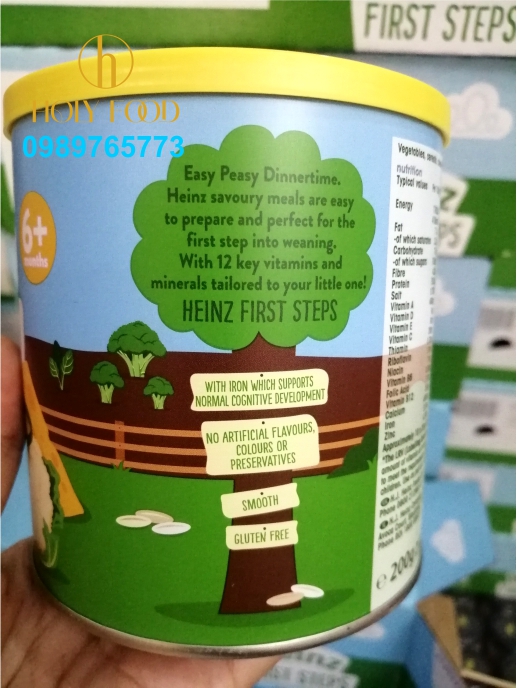 FIRST STEPS
h
HOLY FOOD
0989765773
6+
months
Easy Peasy Dinnertime.
Heinz savoury meals are easy
to prepare and perfect for the
first step into weaning.
With 12 key vitamins and
minerals tailored to your little one!
HEINZ FIRST STEPS
WITH IRON WHICH SUPPORTS
NORMAL COGNITIVE DEVELOPMENT
NO ARTIFICIAL FLAVOURS,
COLOURS OR
PRESERVATIVES
SMOOTH
GLUTEN FREE
Vegetables,
nutrition
Typical values
Energy
Fat
-of which
Carbohydrate
-of which sugars
Fibre
Protein
Salt
Vitamin A
Vitamin D
Vitamin E
Vitamin C
Thiamin
Riboflavin
Niacin
Vitamin B6
Folic Acid
Vitamin B12
Calcium
Iron
Zinc
e 200g